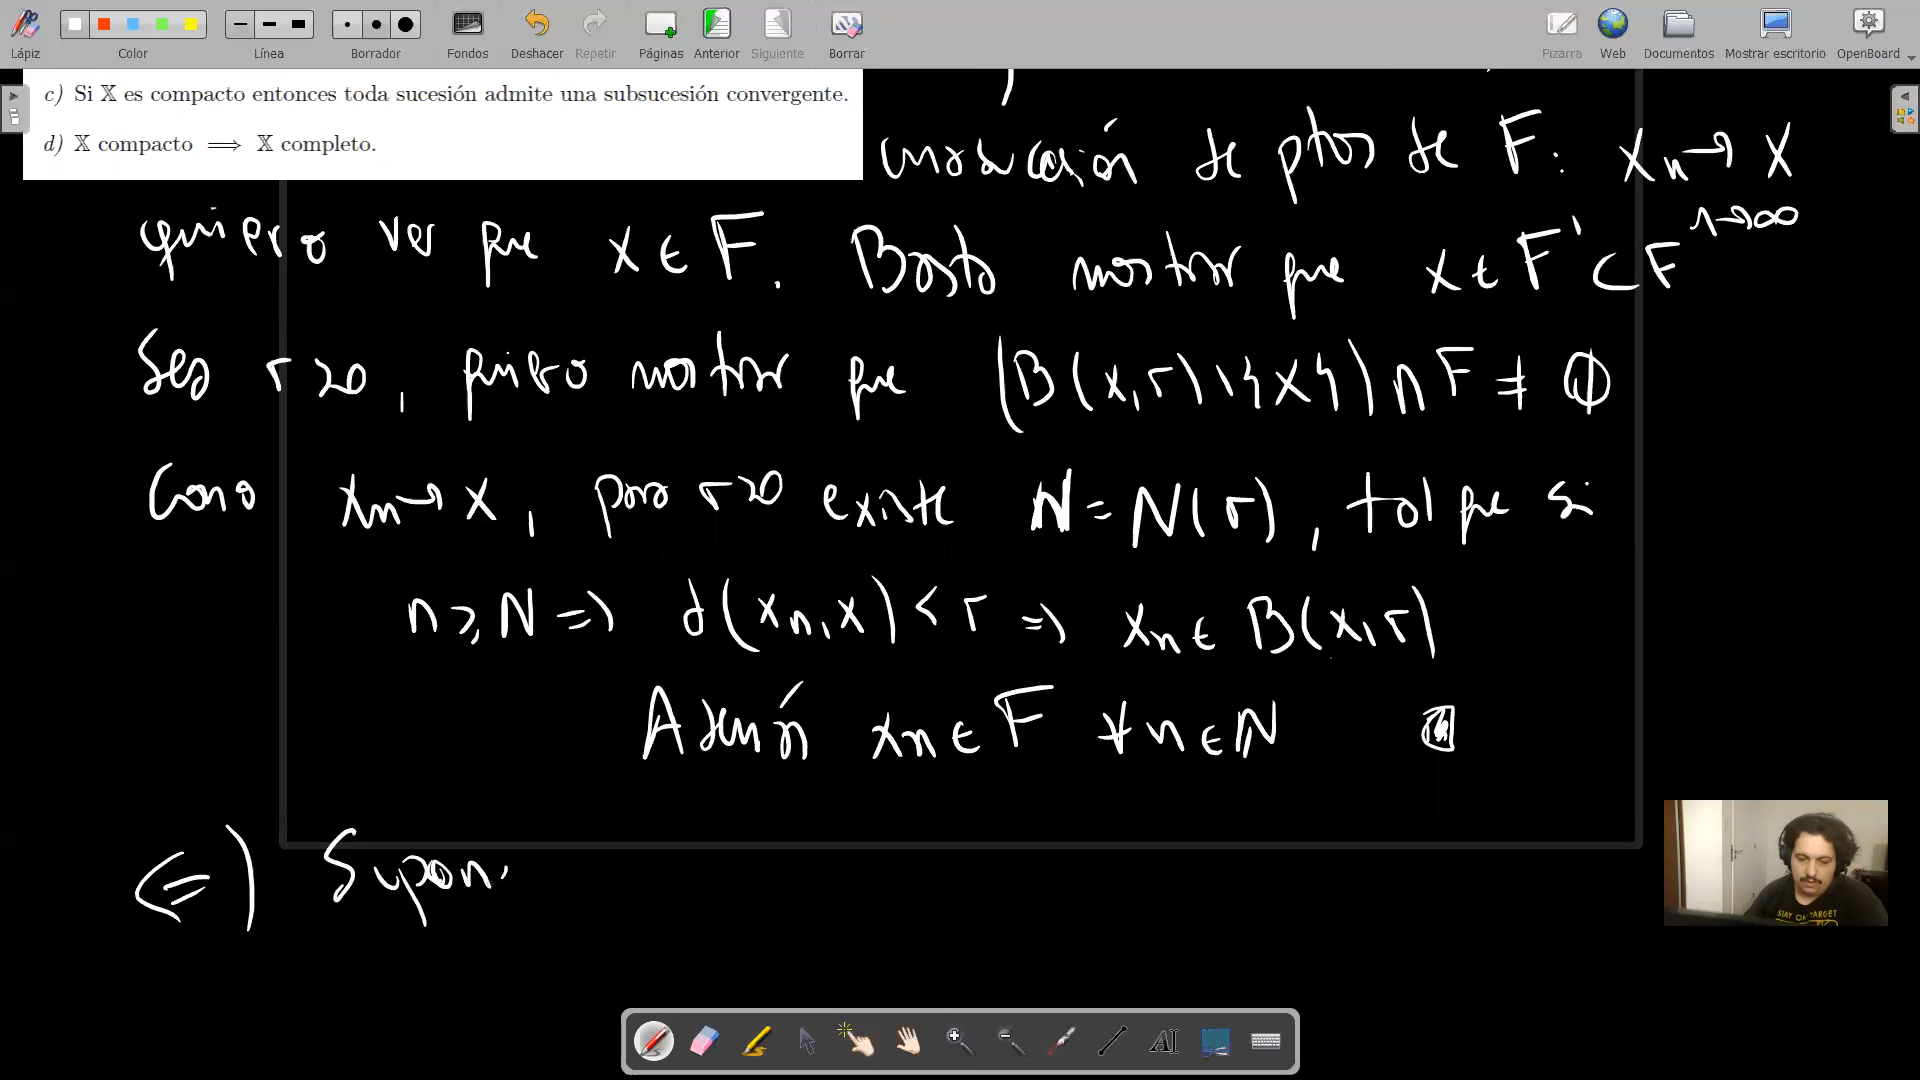 Lápiz Color Línea Borrador Fondos Deshacer Repetir Páginas Anterior Siguiente Borrar Pizarra Web Documentos Mostrar escritorio OpenBoard
c) Si 𝕏 es compacto entonces toda sucesión admite una subsucesión convergente.
d) 𝕏 compacto ⟹ 𝕏 completo.
de ptos de F: xn → x
n→∞
quiero ver que x ∈ F. Basta mostrar que x ∈ F' ⊂ F
Sea r>0, quiero mostrar que (B(x,r)\{x}) ∩ F ≠ ∅
Como xn → x, para r>0 existe N = N(r), tal que si
n ≥ N => d(xn,x) < r => xn ∈ B(x,r)
Además xn ∈ F ∀n ∈ N
<=) Supon
STAY ON TARGET